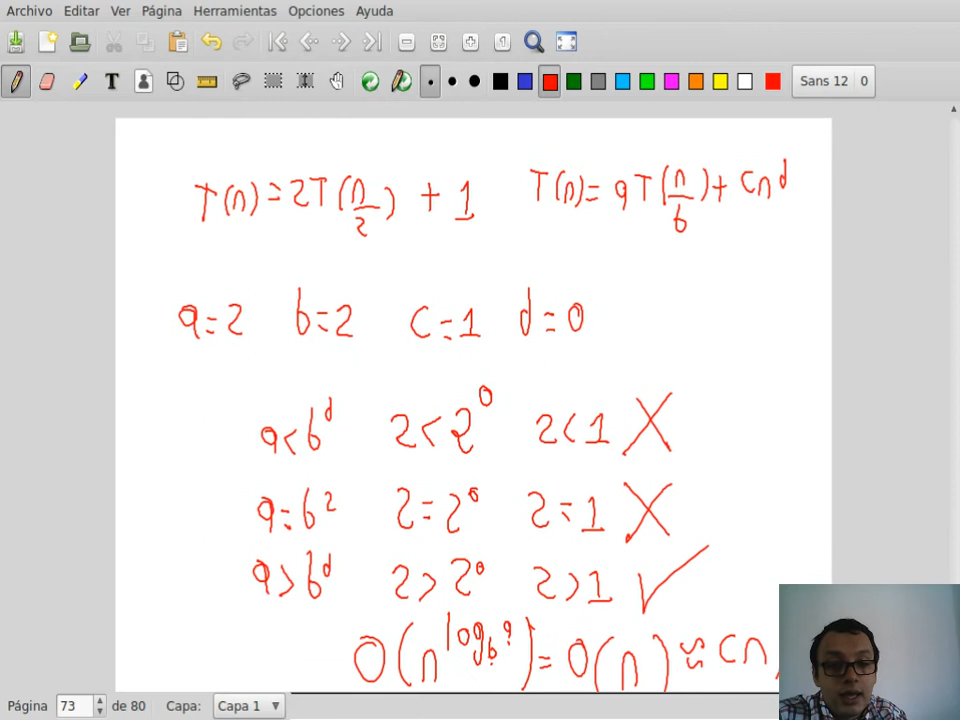 Archivo Editar Ver Página Herramientas Opciones Ayuda
Sans 12 0
T(n)=2T(n/2) + 1 T(n)= aT(n/b)+ cn^d
a=2 b=2 c=1 d=0
a<b^d 2<2^0 2<1 X
a=b^2 2=2^0 2=1 X
a>b^d 2>2^0 2>1 ✓
O(n^log_b a)=O(n) ≈ cn
Página 73 de 80 Capa: Capa 1